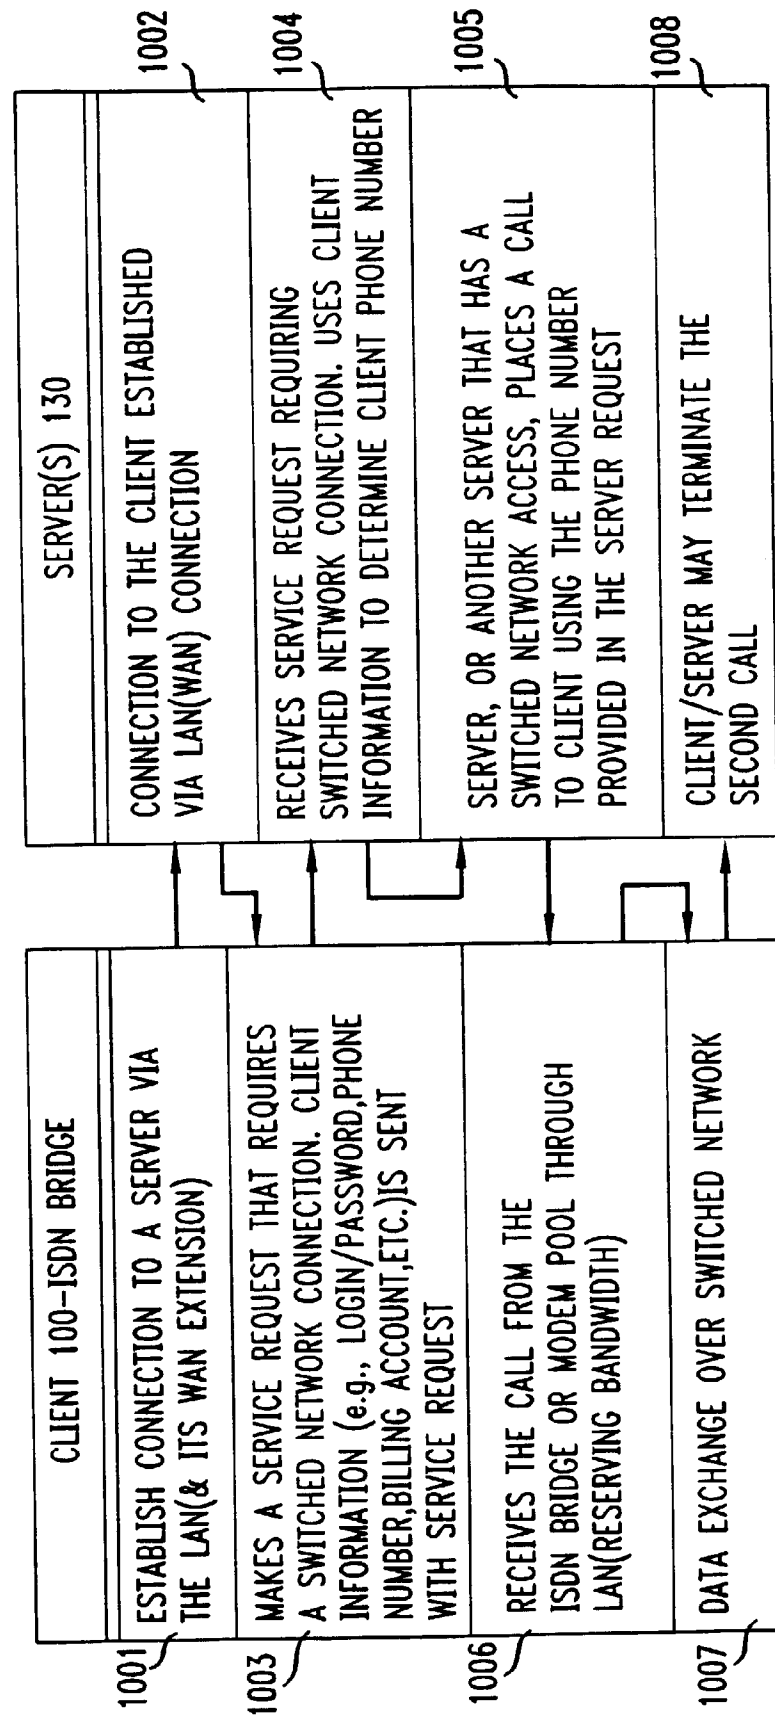 CLIENT 100-ISDN BRIDGE
1001
ESTABLISH CONNECTION TO A SERVER VIA
THE LAN(& ITS WAN EXTENSION)
1003
MAKES A SERVICE REQUEST THAT REQUIRES
A SWITCHED NETWORK CONNECTION. CLIENT
INFORMATION (e.g., LOGIN/PASSWORD,PHONE
NUMBER,BILLING ACCOUNT,ETC.)IS SENT
WITH SERVICE REQUEST
1006
RECEIVES THE CALL FROM THE
ISDN BRIDGE OR MODEM POOL THROUGH
LAN(RESERVING BANDWIDTH)
1007
DATA EXCHANGE OVER SWITCHED NETWORK
SERVER(S) 130
CONNECTION TO THE CLIENT ESTABLISHED
VIA LAN(WAN) CONNECTION
1002
RECEIVES SERVICE REQUEST REQUIRING
SWITCHED NETWORK CONNECTION. USES CLIENT
INFORMATION TO DETERMINE CLIENT PHONE NUMBER
1004
SERVER, OR ANOTHER SERVER THAT HAS A
SWITCHED NETWORK ACCESS, PLACES A CALL
TO CLIENT USING THE PHONE NUMBER
PROVIDED IN THE SERVER REQUEST
1005
CLIENT/SERVER MAY TERMINATE THE
SECOND CALL
1008